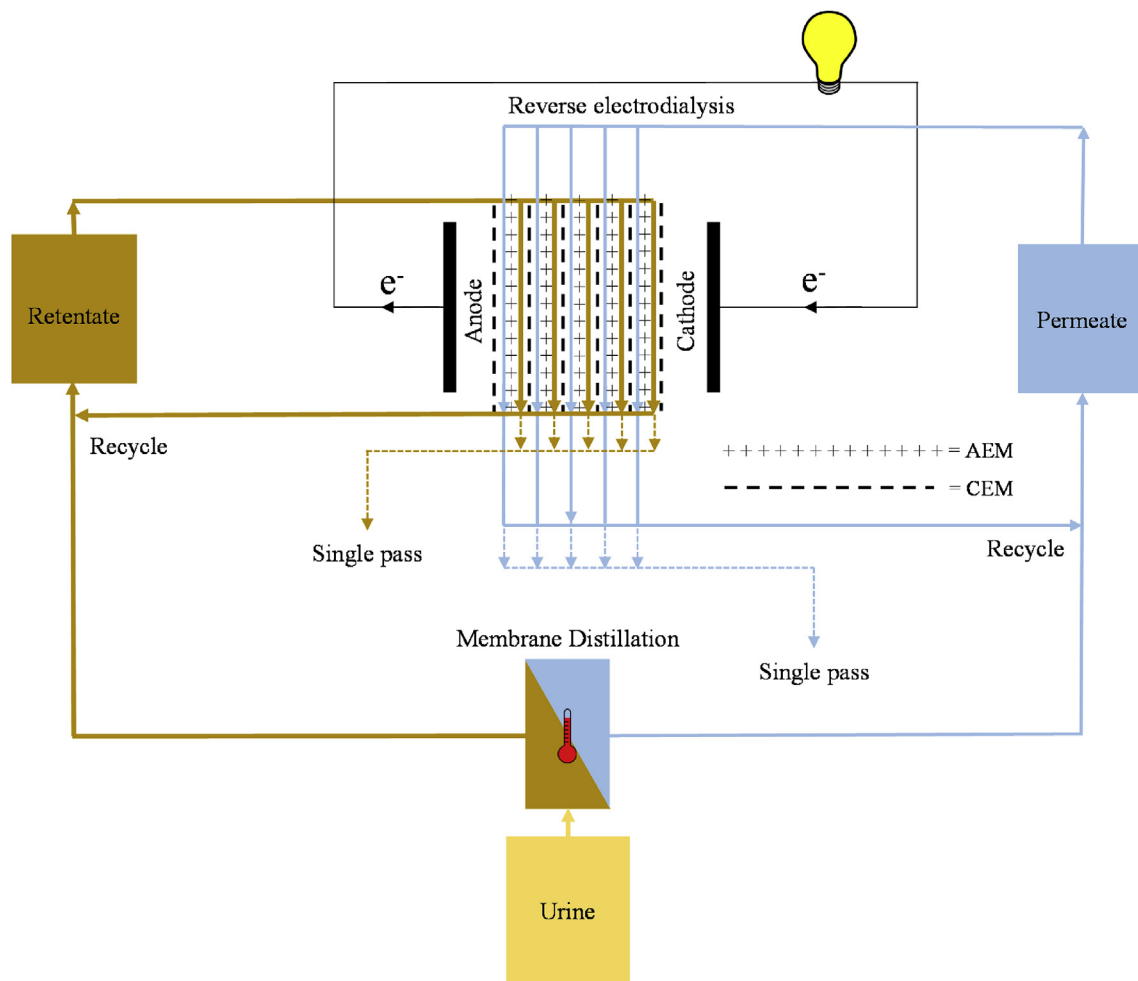 Reverse electrodialysis
Retentate
e-
Anode
Cathode
e-
Permeate
Recycle
+++++++++++++ = AEM
= CEM
Single pass
Recycle
Membrane Distillation
Single pass
Urine